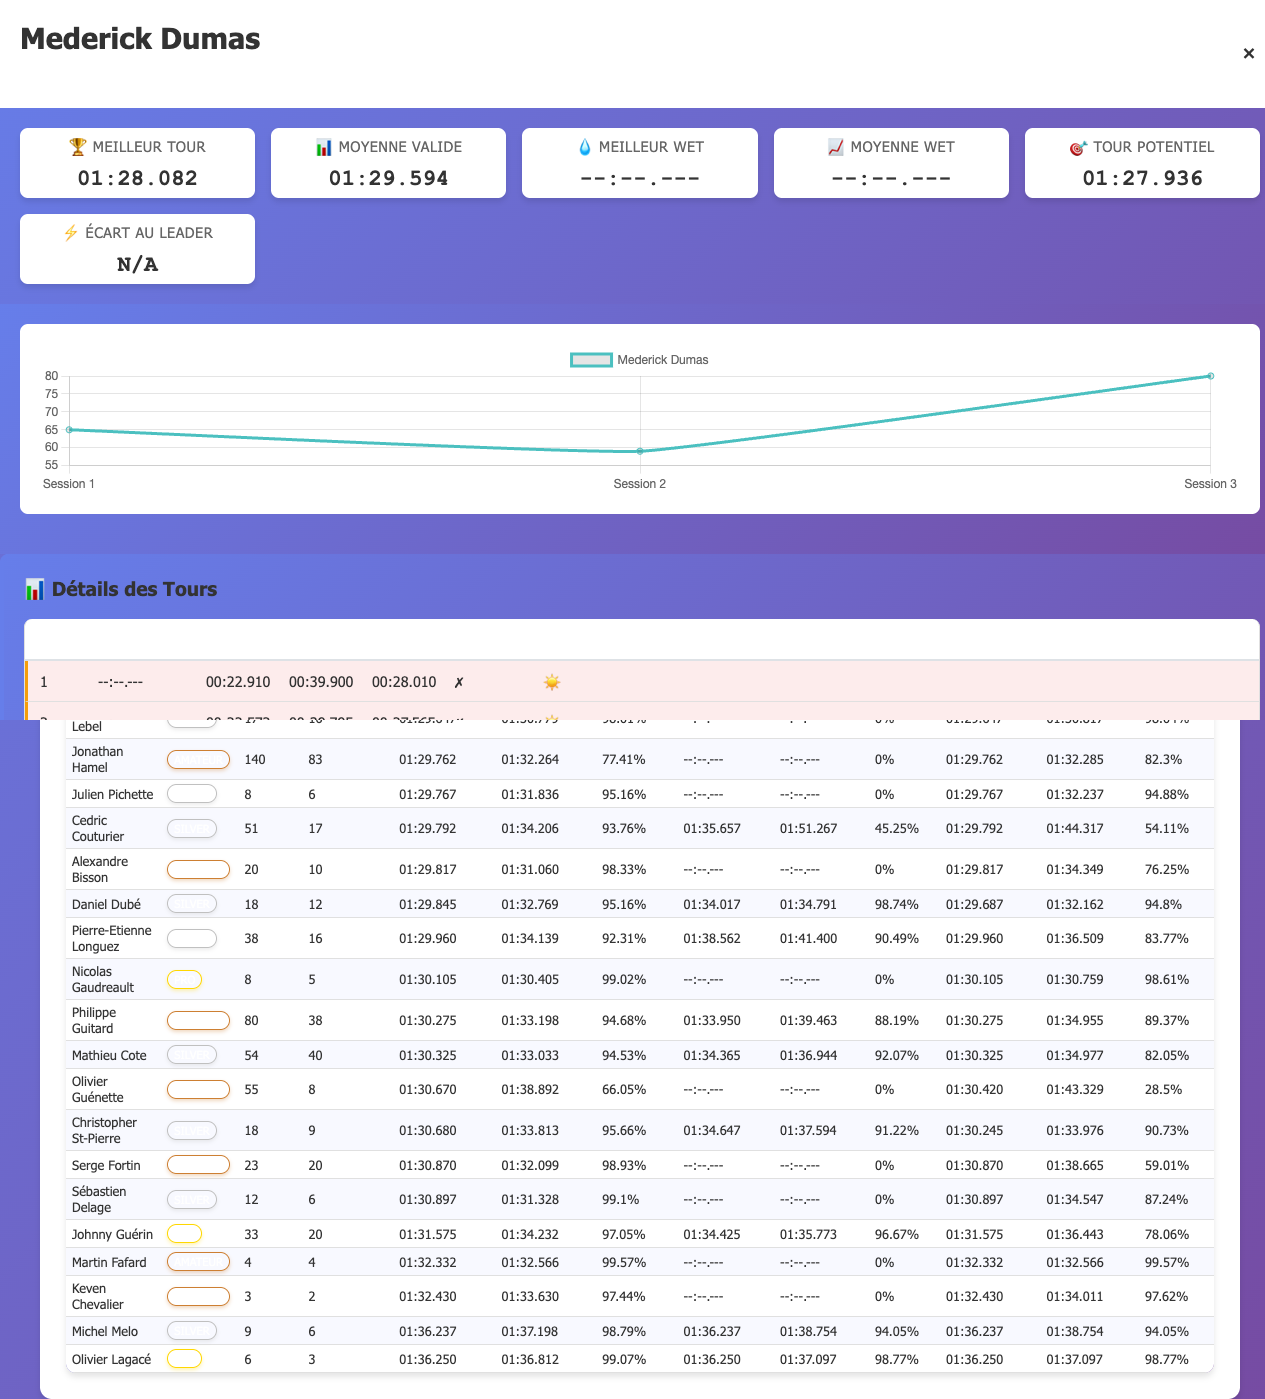 Mederick Dumas
×
🏆 MEILLEUR TOUR
01:28.082
📊 MOYENNE VALIDE
01:29.594
💧 MEILLEUR WET
--:--.---
📈 MOYENNE WET
--:--.---
🎯 TOUR POTENTIEL
01:27.936
⚡ ÉCART AU LEADER
N/A
Mederick Dumas
80
75
70
65
60
55
Session 1 Session 2 Session 3
📊 Détails des Tours
1 --:--.--- 00:22.910 00:39.900 00:28.010 ✗ ☀️
Lebel
Jonathan Hamel 140 83 01:29.762 01:32.264 77.41% --:--.--- --:--.--- 0% 01:29.762 01:32.285 82.3%
Julien Pichette 8 6 01:29.767 01:31.836 95.16% --:--.--- --:--.--- 0% 01:29.767 01:32.237 94.88%
Cedric Couturier 51 17 01:29.792 01:34.206 93.76% 01:35.657 01:51.267 45.25% 01:29.792 01:44.317 54.11%
Alexandre Bisson 20 10 01:29.817 01:31.060 98.33% --:--.--- --:--.--- 0% 01:29.817 01:34.349 76.25%
Daniel Dubé 18 12 01:29.845 01:32.769 95.16% 01:34.017 01:34.791 98.74% 01:29.687 01:32.162 94.8%
Pierre-Etienne Longuez 38 16 01:29.960 01:34.139 92.31% 01:38.562 01:41.400 90.49% 01:29.960 01:36.509 83.77%
Nicolas Gaudreault 8 5 01:30.105 01:30.405 99.02% --:--.--- --:--.--- 0% 01:30.105 01:30.759 98.61%
Philippe Guitard 80 38 01:30.275 01:33.198 94.68% 01:33.950 01:39.463 88.19% 01:30.275 01:34.955 89.37%
Mathieu Cote 54 40 01:30.325 01:33.033 94.53% 01:34.365 01:36.944 92.07% 01:30.325 01:34.977 82.05%
Olivier Guénette 55 8 01:30.670 01:38.892 66.05% --:--.--- --:--.--- 0% 01:30.420 01:43.329 28.5%
Christopher St-Pierre 18 9 01:30.680 01:33.813 95.66% 01:34.647 01:37.594 91.22% 01:30.245 01:33.976 90.73%
Serge Fortin 23 20 01:30.870 01:32.099 98.93% --:--.--- --:--.--- 0% 01:30.870 01:38.665 59.01%
Sébastien Delage 12 6 01:30.897 01:31.328 99.1% --:--.--- --:--.--- 0% 01:30.897 01:34.547 87.24%
Johnny Guérin 33 20 01:31.575 01:34.232 97.05% 01:34.425 01:35.773 96.67% 01:31.575 01:36.443 78.06%
Martin Fafard 4 4 01:32.332 01:32.566 99.57% --:--.--- --:--.--- 0% 01:32.332 01:32.566 99.57%
Keven Chevalier 3 2 01:32.430 01:33.630 97.44% --:--.--- --:--.--- 0% 01:32.430 01:34.011 97.62%
Michel Melo 9 6 01:36.237 01:37.198 98.79% 01:36.237 01:38.754 94.05% 01:36.237 01:38.754 94.05%
Olivier Lagacé 6 3 01:36.250 01:36.812 99.07% 01:36.250 01:37.097 98.77% 01:36.250 01:37.097 98.77%